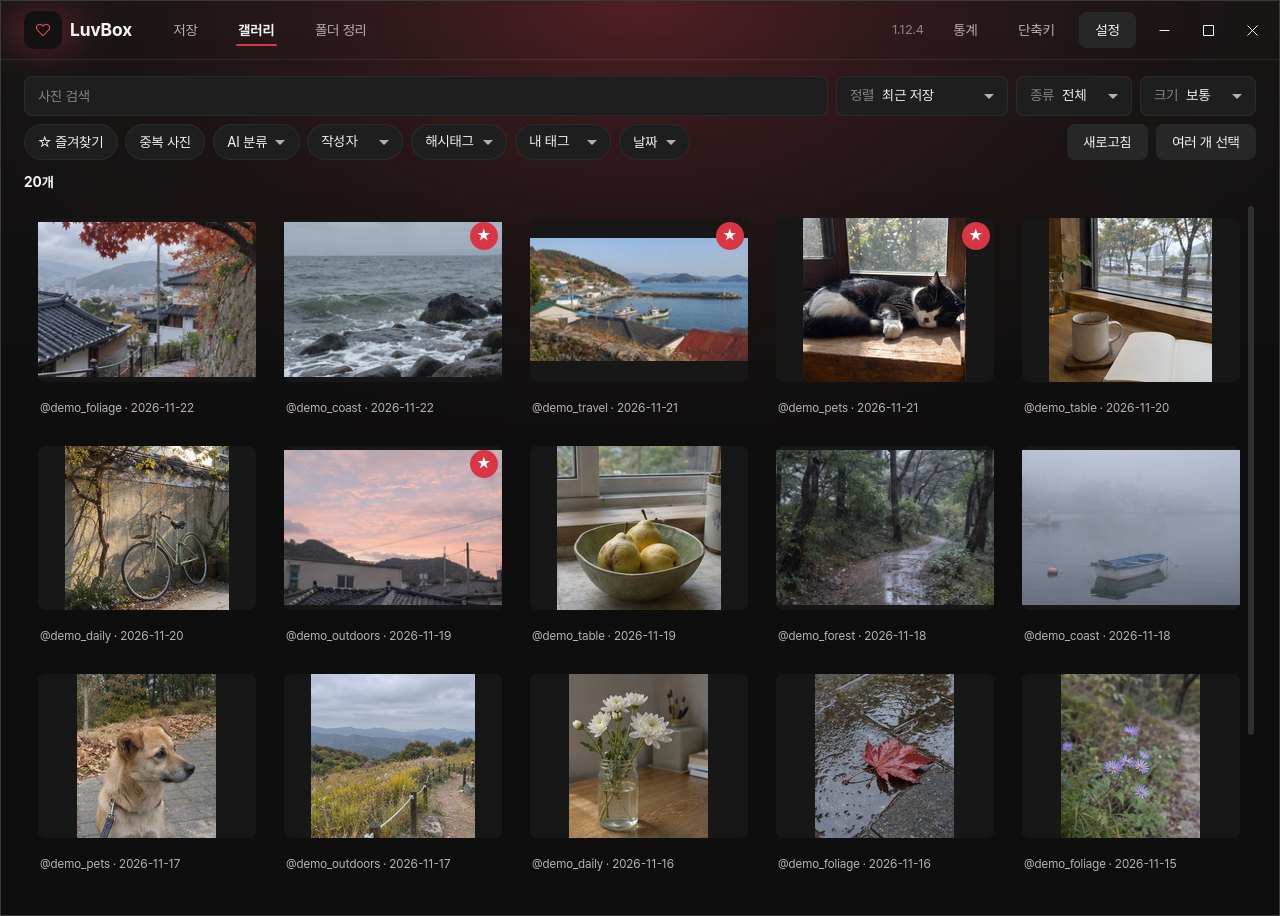 LuvBox 저장 갤러리 폴더 정리 1.12.4 통계 단축키 설정
사진 검색 정렬 최근 저장 종류 전체 크기 보통
☆ 즐겨찾기 중복 사진 AI 분류 작성자 해시태그 내 태그 날짜 새로고침 여러 개 선택
20개
@demo_foliage · 2026-11-22 @demo_coast · 2026-11-22 @demo_travel · 2026-11-21 @demo_pets · 2026-11-21 @demo_table · 2026-11-20
@demo_daily · 2026-11-20 @demo_outdoors · 2026-11-19 @demo_table · 2026-11-19 @demo_forest · 2026-11-18 @demo_coast · 2026-11-18
@demo_pets · 2026-11-17 @demo_outdoors · 2026-11-17 @demo_daily · 2026-11-16 @demo_foliage · 2026-11-16 @demo_foliage · 2026-11-15